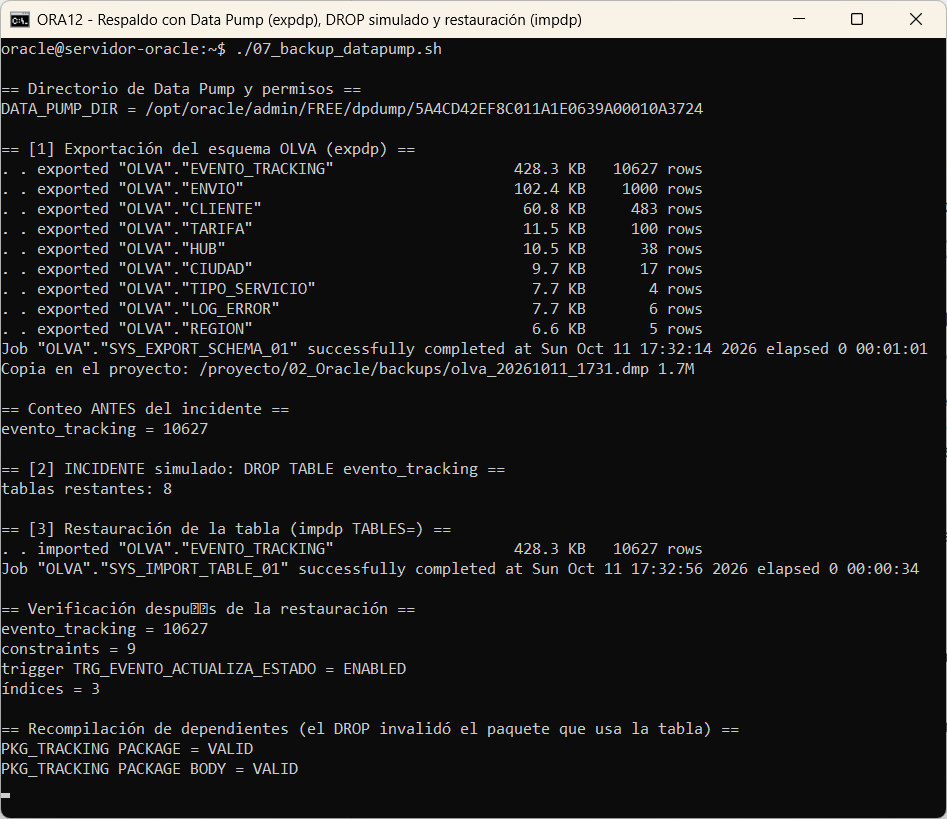 ORA12 - Respaldo con Data Pump (expdp), DROP simulado y restauración (impdp)
oracle@servidor-oracle:~$ ./07_backup_datapump.sh
== Directorio de Data Pump y permisos ==
DATA_PUMP_DIR = /opt/oracle/admin/FREE/dpdump/5A4CD42EF8C011A1E0639A00010A3724
== [1] Exportación del esquema OLVA (expdp) ==
. . exported "OLVA"."EVENTO_TRACKING" 428.3 KB 10627 rows
. . exported "OLVA"."ENVIO" 102.4 KB 1000 rows
. . exported "OLVA"."CLIENTE" 60.8 KB 483 rows
. . exported "OLVA"."TARIFA" 11.5 KB 100 rows
. . exported "OLVA"."HUB" 10.5 KB 38 rows
. . exported "OLVA"."CIUDAD" 9.7 KB 17 rows
. . exported "OLVA"."TIPO_SERVICIO" 7.7 KB 4 rows
. . exported "OLVA"."LOG_ERROR" 7.7 KB 6 rows
. . exported "OLVA"."REGION" 6.6 KB 5 rows
Job "OLVA"."SYS_EXPORT_SCHEMA_01" successfully completed at Sun Oct 11 17:32:14 2026 elapsed 0 00:01:01
Copia en el proyecto: /proyecto/02_Oracle/backups/olva_20261011_1731.dmp 1.7M
== Conteo ANTES del incidente ==
evento_tracking = 10627
== [2] INCIDENTE simulado: DROP TABLE evento_tracking ==
tablas restantes: 8
== [3] Restauración de la tabla (impdp TABLES=) ==
. . imported "OLVA"."EVENTO_TRACKING" 428.3 KB 10627 rows
Job "OLVA"."SYS_IMPORT_TABLE_01" successfully completed at Sun Oct 11 17:32:56 2026 elapsed 0 00:00:34
== Verificación despu��s de la restauración ==
evento_tracking = 10627
constraints = 9
trigger TRG_EVENTO_ACTUALIZA_ESTADO = ENABLED
índices = 3
== Recompilación de dependientes (el DROP invalidó el paquete que usa la tabla) ==
PKG_TRACKING PACKAGE = VALID
PKG_TRACKING PACKAGE BODY = VALID